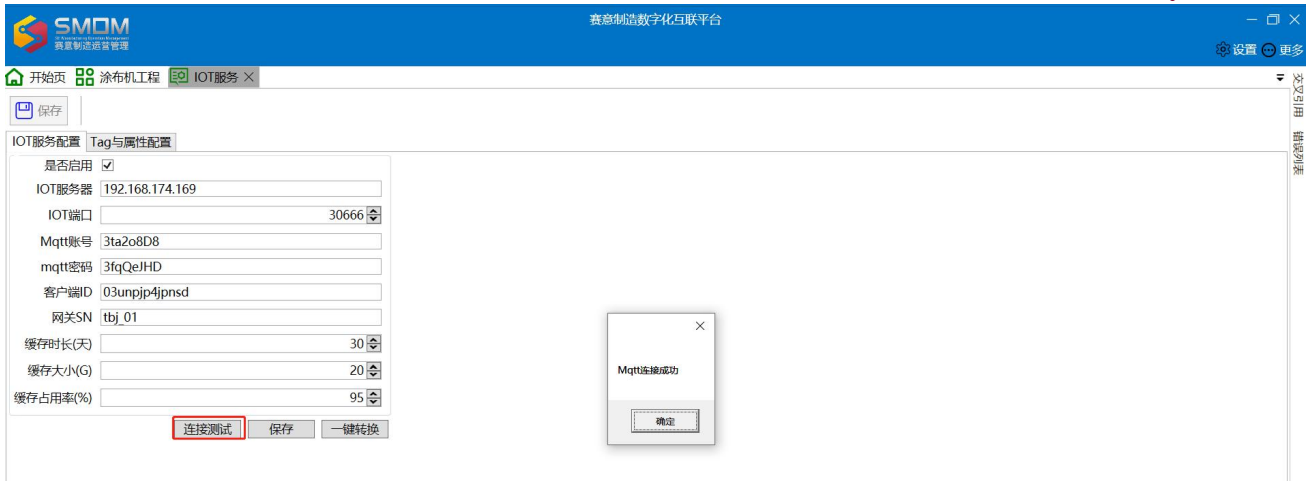 SMOM
赛意制造运营管理
赛意制造数字化互联平台
设置 更多
开始页 涂布机工程 IOT服务
保存
交叉引用
错误列表
IOT服务配置 Tag与属性配置
是否启用
IOT服务器 192.168.174.169
IOT端口 30666
Mqtt账号 3ta2o8D8
mqtt密码 3fqQeJHD
客户端ID 03unpjp4jpnsd
网关SN tbj_01
缓存时长(天) 30
缓存大小(G) 20
缓存占用率(%) 95
连接测试 保存 一键转换
Mqtt连接成功
确定